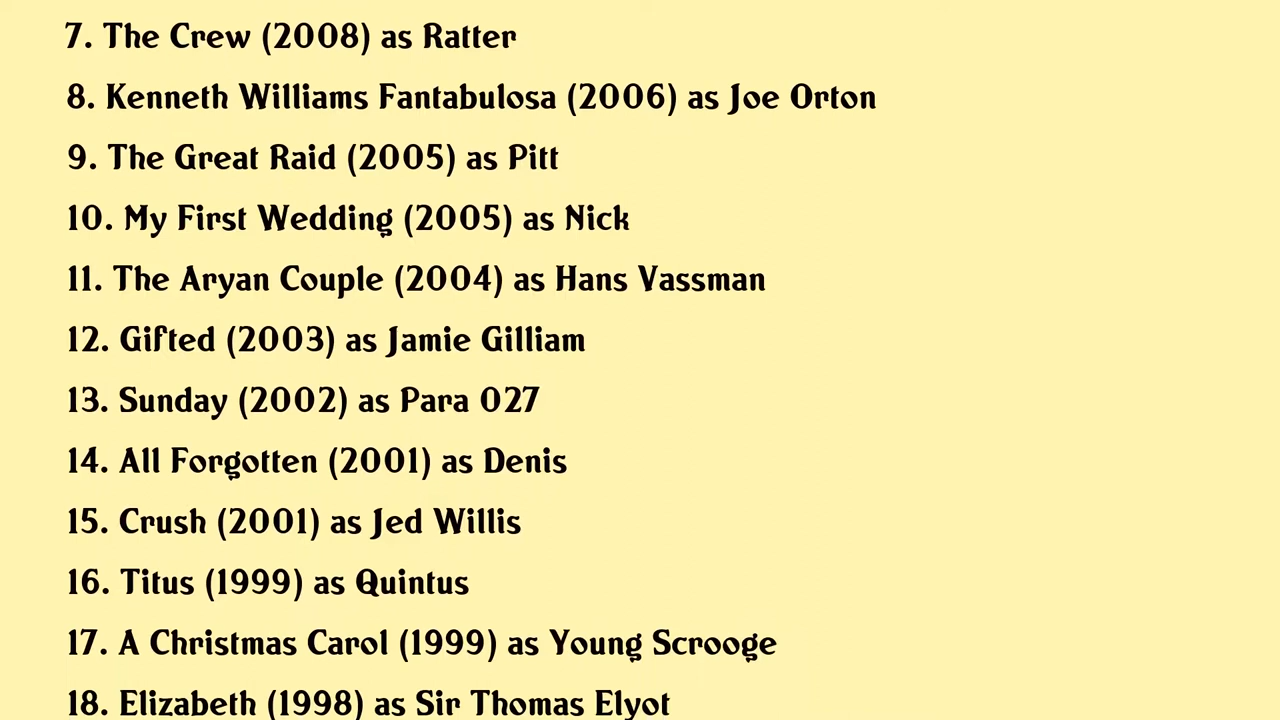 7. The Crew (2008) as Ratter
8. Kenneth Williams Fantabulosa (2006) as Joe Orton
9. The Great Raid (2005) as Pitt
10. My First Wedding (2005) as Nick
11. The Aryan Couple (2004) as Hans Vassman
12. Gifted (2003) as Jamie Gilliam
13. Sunday (2002) as Para 027
14. All Forgotten (2001) as Denis
15. Crush (2001) as Jed Willis
16. Titus (1999) as Quintus
17. A Christmas Carol (1999) as Young Scrooge
18. Elizabeth (1998) as Sir Thomas Elyot